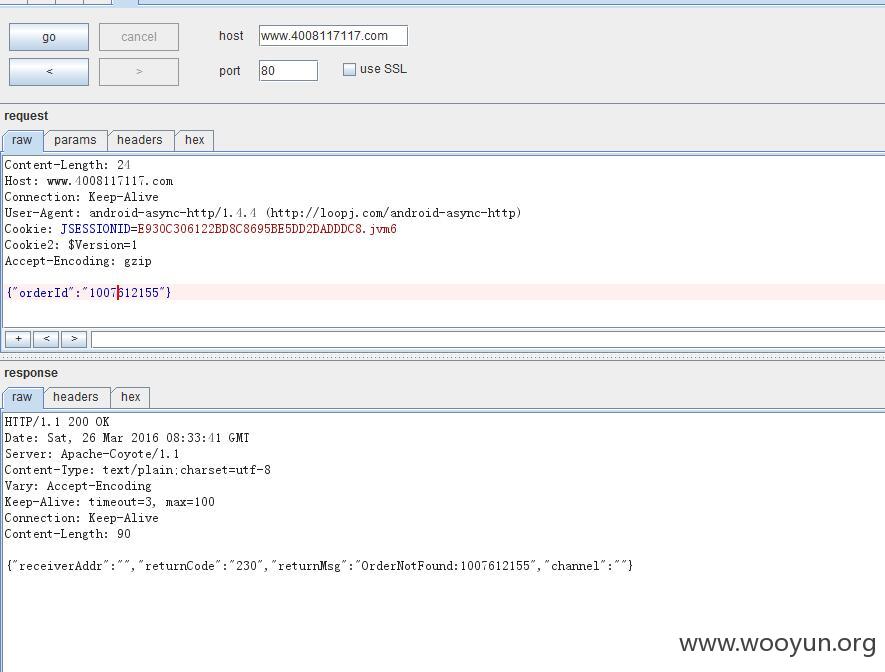 go cancel host www.4008117117.com
< > port 80 use SSL
request
raw params headers hex
Content-Length: 24
Host: www.4008117117.com
Connection: Keep-Alive
User-Agent: android-async-http/1.4.4 (http://loopj.com/android-async-http)
Cookie: JSESSIONID=E930C306122BD8C8695BE5DD2DADDDC8.jvm6
Cookie2: $Version=1
Accept-Encoding: gzip
{"orderId":"1007612155"}
+ < >
response
raw headers hex
HTTP/1.1 200 OK
Date: Sat, 26 Mar 2016 08:33:41 GMT
Server: Apache-Coyote/1.1
Content-Type: text/plain;charset=utf-8
Vary: Accept-Encoding
Keep-Alive: timeout=3, max=100
Connection: Keep-Alive
Content-Length: 90
{"receiverAddr":"","returnCode":"230","returnMsg":"OrderNotFound:1007612155","channel":""}
www.wooyun.org